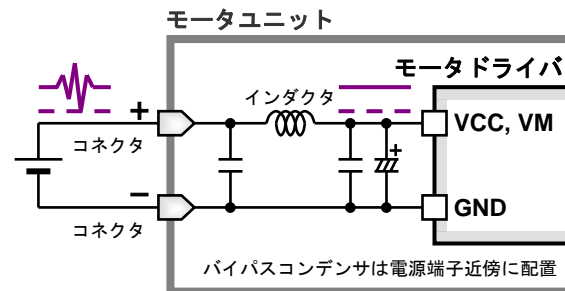 モータユニット
モータドライバ
インダクタ
+
コネクタ
VCC, VM
+
−
GND
コネクタ
バイパスコンデンサは電源端子近傍に配置